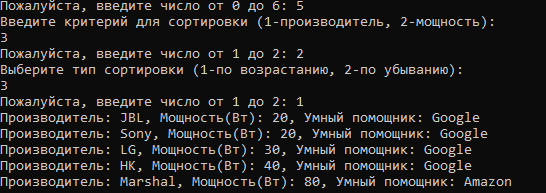 Пожалуйста, введите число от 0 до 6: 5
Введите критерий для сортировки (1-производитель, 2-мощность):
3
Пожалуйста, введите число от 1 до 2: 2
Выберите тип сортировки (1-по возрастанию, 2-по убыванию):
3
Пожалуйста, введите число от 1 до 2: 1
Производитель: JBL, Мощность(Вт): 20, Умный помощник: Google
Производитель: Sony, Мощность(Вт): 20, Умный помощник: Google
Производитель: LG, Мощность(Вт): 30, Умный помощник: Google
Производитель: HK, Мощность(Вт): 40, Умный помощник: Google
Производитель: Marshal, Мощность(Вт): 80, Умный помощник: Amazon